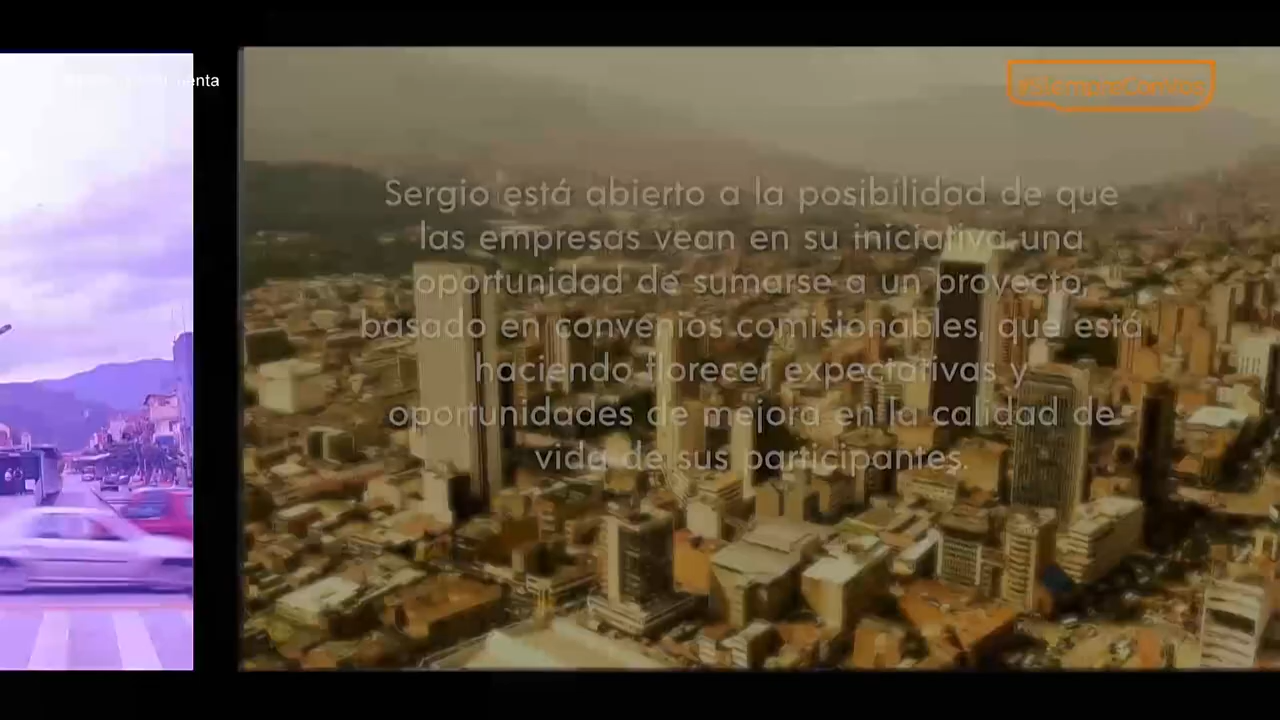 #SiempreConVos
Sergio está abierto a la posibilidad de que
las empresas vean en su iniciativa una
oportunidad de sumarse a un proyecto,
basado en convenios comisionables, que está
haciendo florecer expectativas y
oportunidades de mejora en la calidad de
vida de sus participantes.